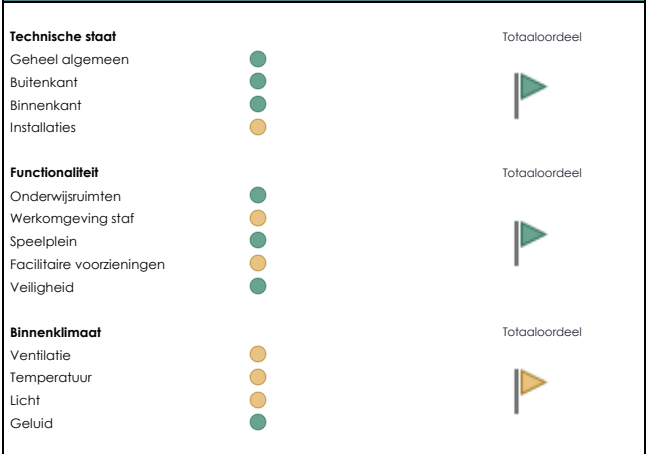 Technische staat Totaaloordeel
Geheel algemeen
Buitenkant
Binnenkant
Installaties
Functionaliteit Totaaloordeel
Onderwijsruimten
Werkomgeving staf
Speelplein
Facilitaire voorzieningen
Veiligheid
Binnenklimaat Totaaloordeel
Ventilatie
Temperatuur
Licht
Geluid